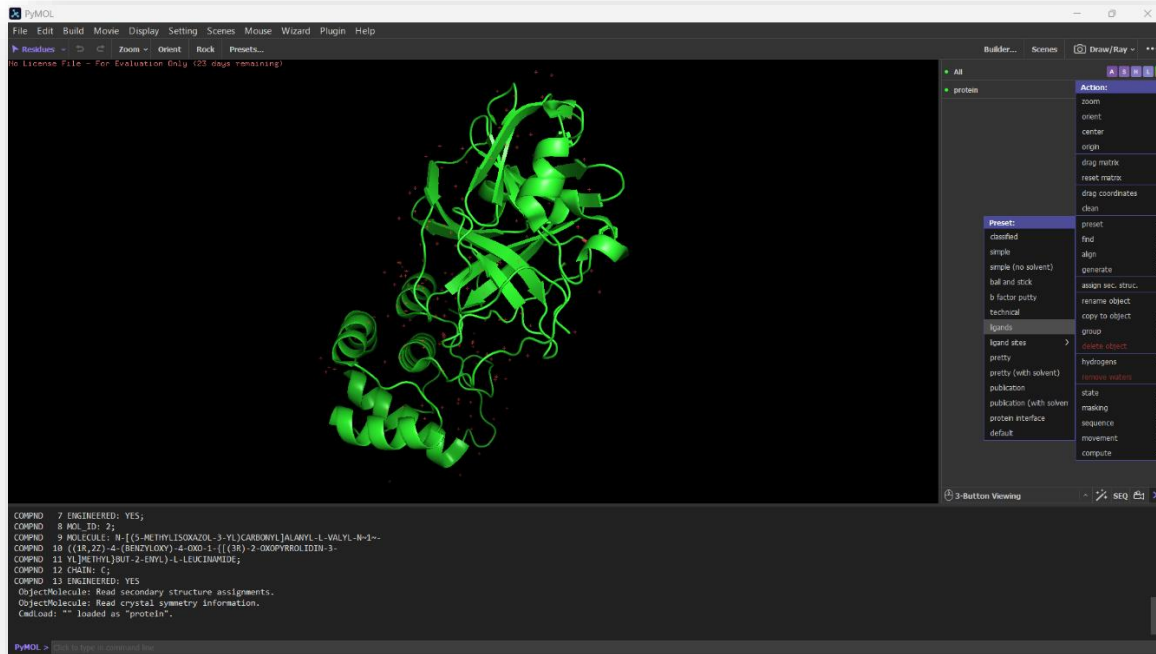 PyMOL
File Edit Build Movie Display Setting Scenes Mouse Wizard Plugin Help
Residues Zoom Orient Rock Presets... Builder... Scenes Draw/Ray
No License File - For Evaluation Only (23 days remaining)
All A S H L
protein
Action:
zoom
orient
center
origin
drag matrix
reset matrix
drag coordinates
clean
preset
find
align
generate
assign sec. struc.
rename object
copy to object
group
delete object
hydrogens
remove waters
state
masking
sequence
movement
compute
Preset:
classified
simple
simple (no solvent)
ball and stick
b factor putty
technical
ligands
ligand sites
pretty
pretty (with solvent)
publication
publication (with solven
protein interface
default
3-Button Viewing SEQ
COMPND 7 ENGINEERED: YES;
COMPND 8 MOL_ID: 2;
COMPND 9 MOLECULE: N-[(5-METHYLISOXAZOL-3-YL)CARBONYL]ALANYL-L-VALYL-N~1~-
COMPND 10 ((1R,2Z)-4-(BENZYLOXY)-4-OXO-1-{[(3R)-2-OXOPYRROLIDIN-3-
COMPND 11 YL]METHYL}BUT-2-ENYL)-L-LEUCINAMIDE;
COMPND 12 CHAIN: C;
COMPND 13 ENGINEERED: YES
ObjectMolecule: Read secondary structure assignments.
ObjectMolecule: Read crystal symmetry information.
CmdLoad: "" loaded as "protein".
PyMOL > Click to type in command line